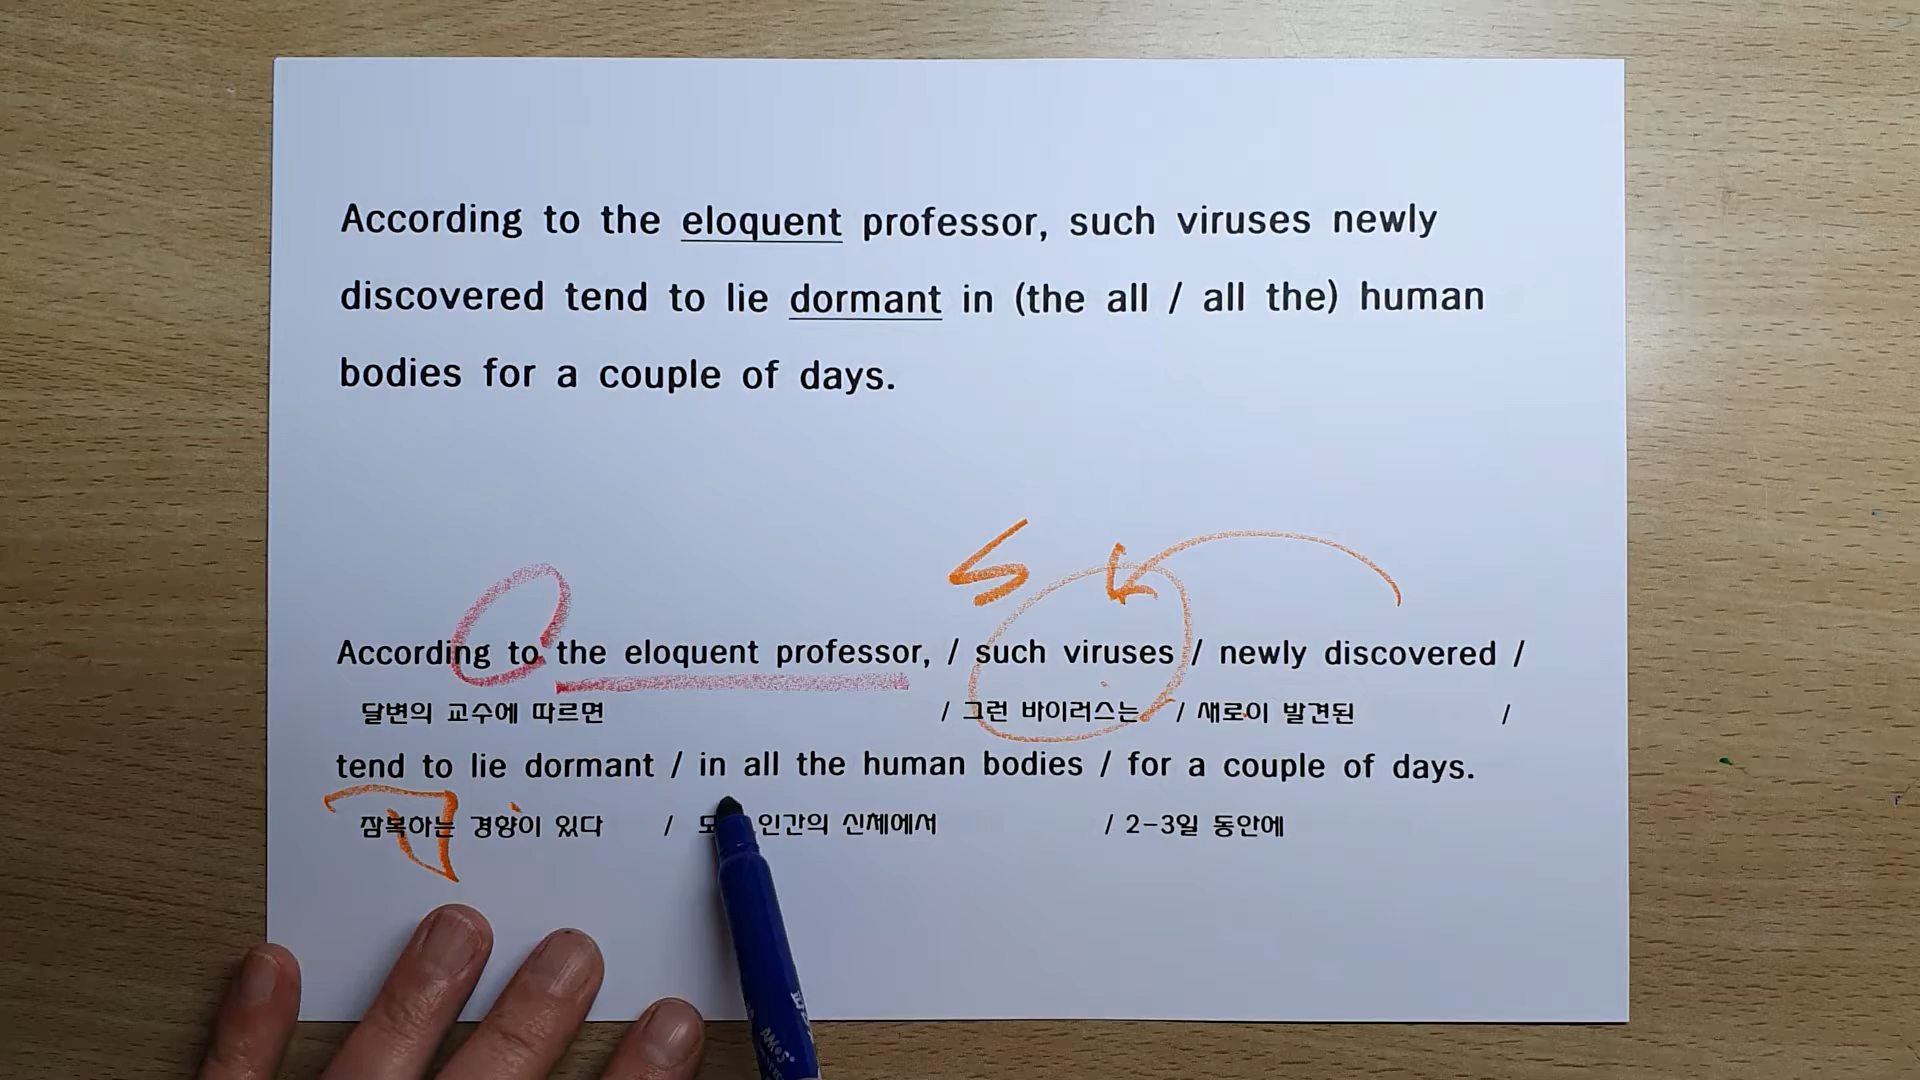 According to the eloquent professor, such viruses newly
discovered tend to lie dormant in (the all / all the) human
bodies for a couple of days.
S
According to the eloquent professor, / such viruses / newly discovered /
달변의 교수에 따르면 / 그런 바이러스는 / 새로이 발견된 /
tend to lie dormant / in all the human bodies / for a couple of days.
잠복하는 경향이 있다 / 인간의 신체에서 / 2-3일 동안에
AMOS